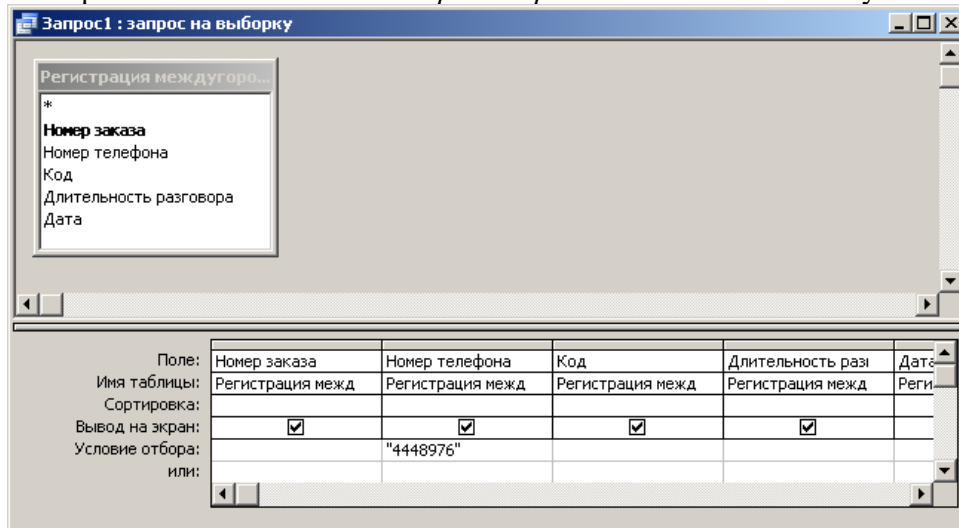 Запрос1 : запрос на выборку
Регистрация междугоро...
*
Номер заказа
Номер телефона
Код
Длительность разговора
Дата
Поле: Номер заказа Номер телефона Код Длительность разг Дата
Имя таблицы: Регистрация межд Регистрация межд Регистрация межд Регистрация межд Реги
Сортировка:
Вывод на экран:
Условие отбора: "4448976"
или: